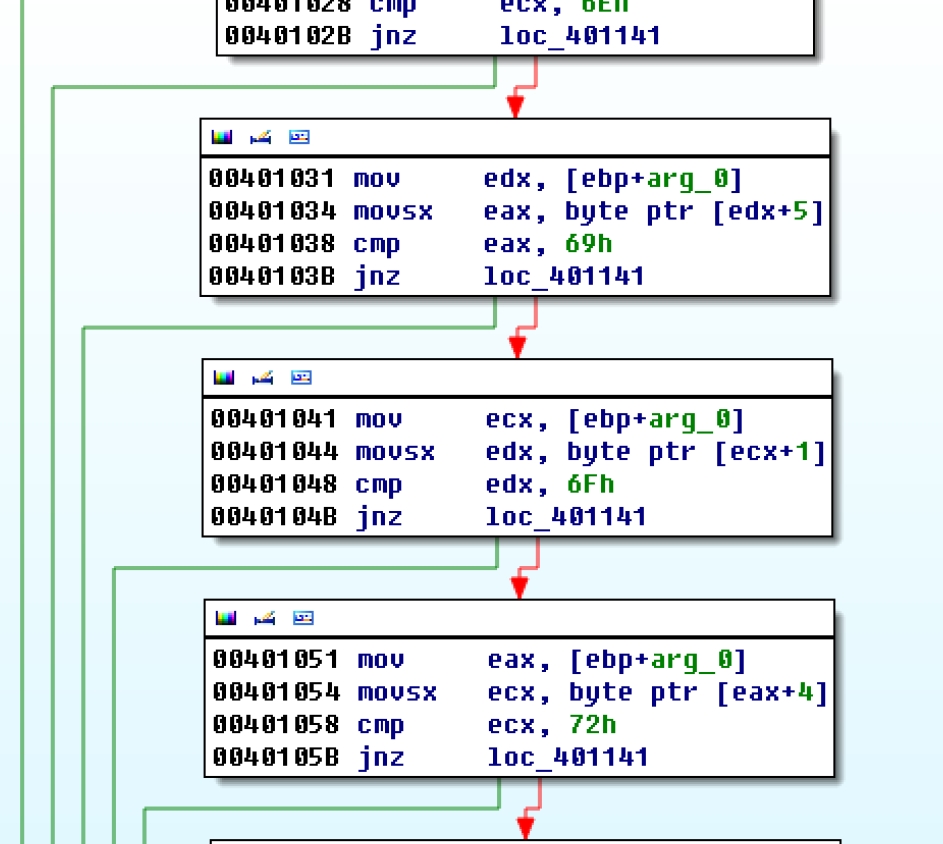 00401028 cmp ecx, 6Eh
0040102B jnz loc_401141
00401031 mov edx, [ebp+arg_0]
00401034 movsx eax, byte ptr [edx+5]
00401038 cmp eax, 69h
0040103B jnz loc_401141
00401041 mov ecx, [ebp+arg_0]
00401044 movsx edx, byte ptr [ecx+1]
00401048 cmp edx, 6Fh
0040104B jnz loc_401141
00401051 mov eax, [ebp+arg_0]
00401054 movsx ecx, byte ptr [eax+4]
00401058 cmp ecx, 72h
0040105B jnz loc_401141